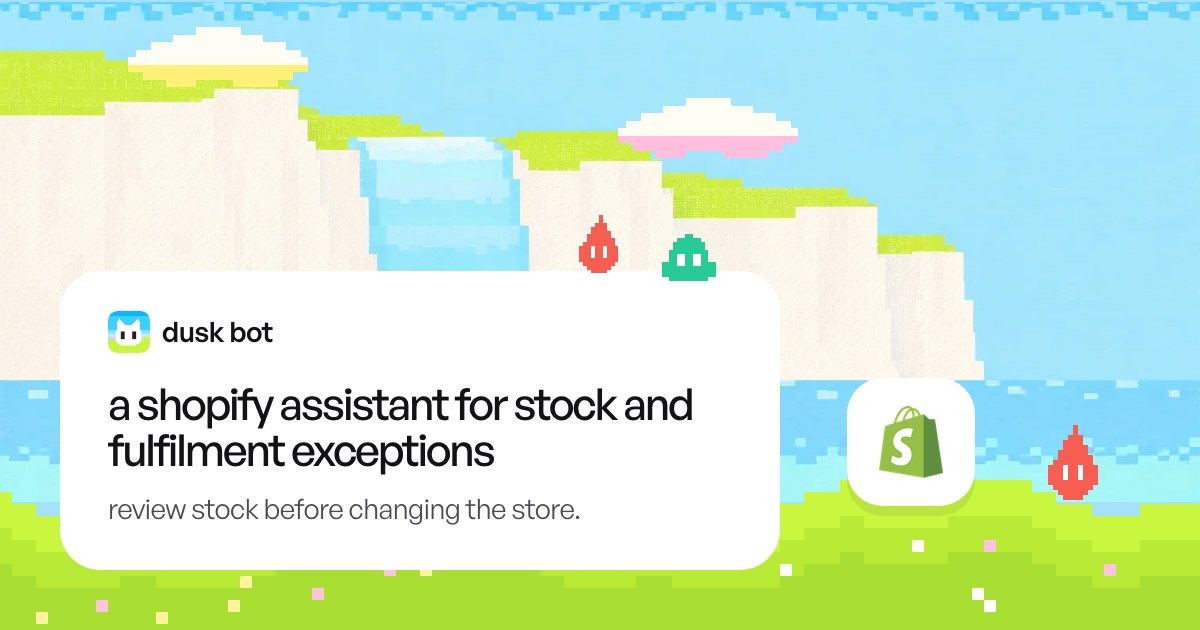 dusk bot
a shopify assistant for stock and
fulfilment exceptions
review stock before changing the store.
S